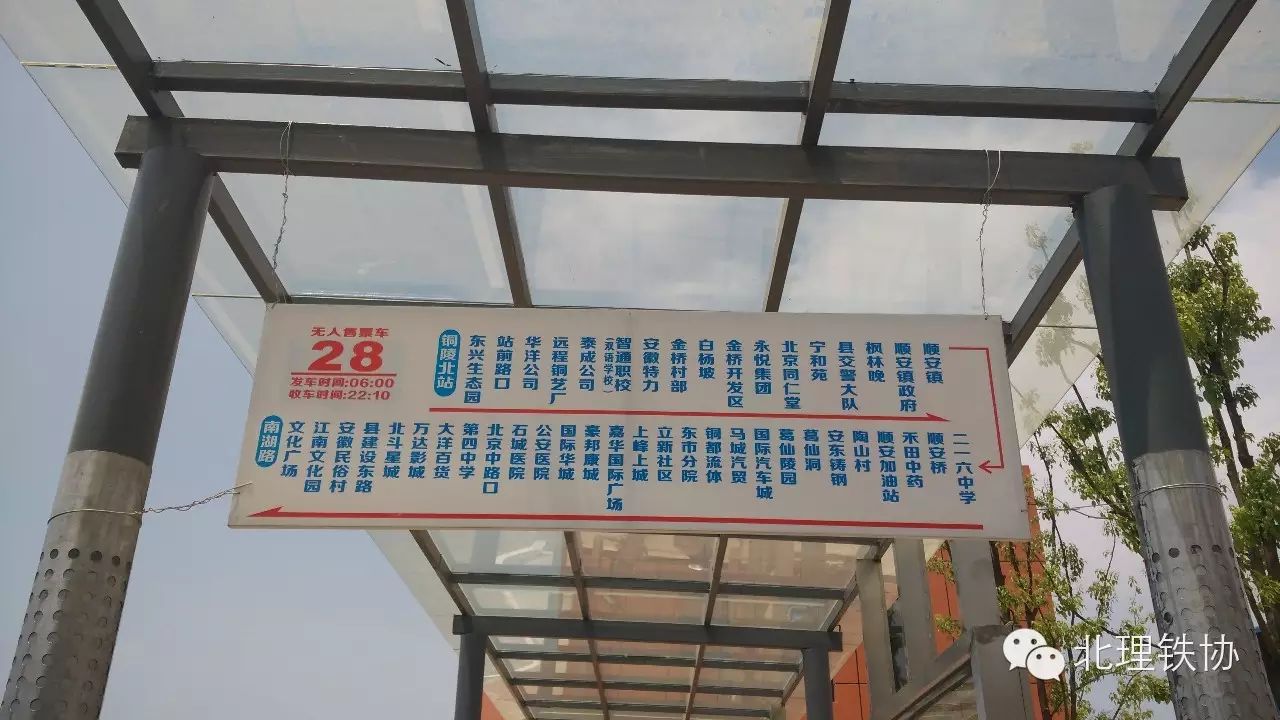 无人售票车
28
发车时间:06:00
收车时间:22:10
铜陵北站
东兴生态园
站前路口
华洋公司
远程铜艺厂
泰成公司
智通职校
(汉语学校)
安徽特力
金桥村部
白杨坡
金桥开发区
永悦集团
北京同仁堂
宁和苑
县交警大队
枫林晚
顺安镇政府
顺安镇
二一六中学
顺安桥
禾田中药
顺安加油站
陶山村
安东铸钢
葛仙洞
葛仙陵园
国际汽车城
马城汽贸
铜都流体
东市分院
立新社区
上峰上城
嘉华国际广场
豪邦康城
国际华城
公安医院
石城医院
北京中路口
第四中学
大洋百货
万达影城
北斗星城
县建设东路
安徽民俗村
江南文化园
文化广场
南湖路
北理铁协